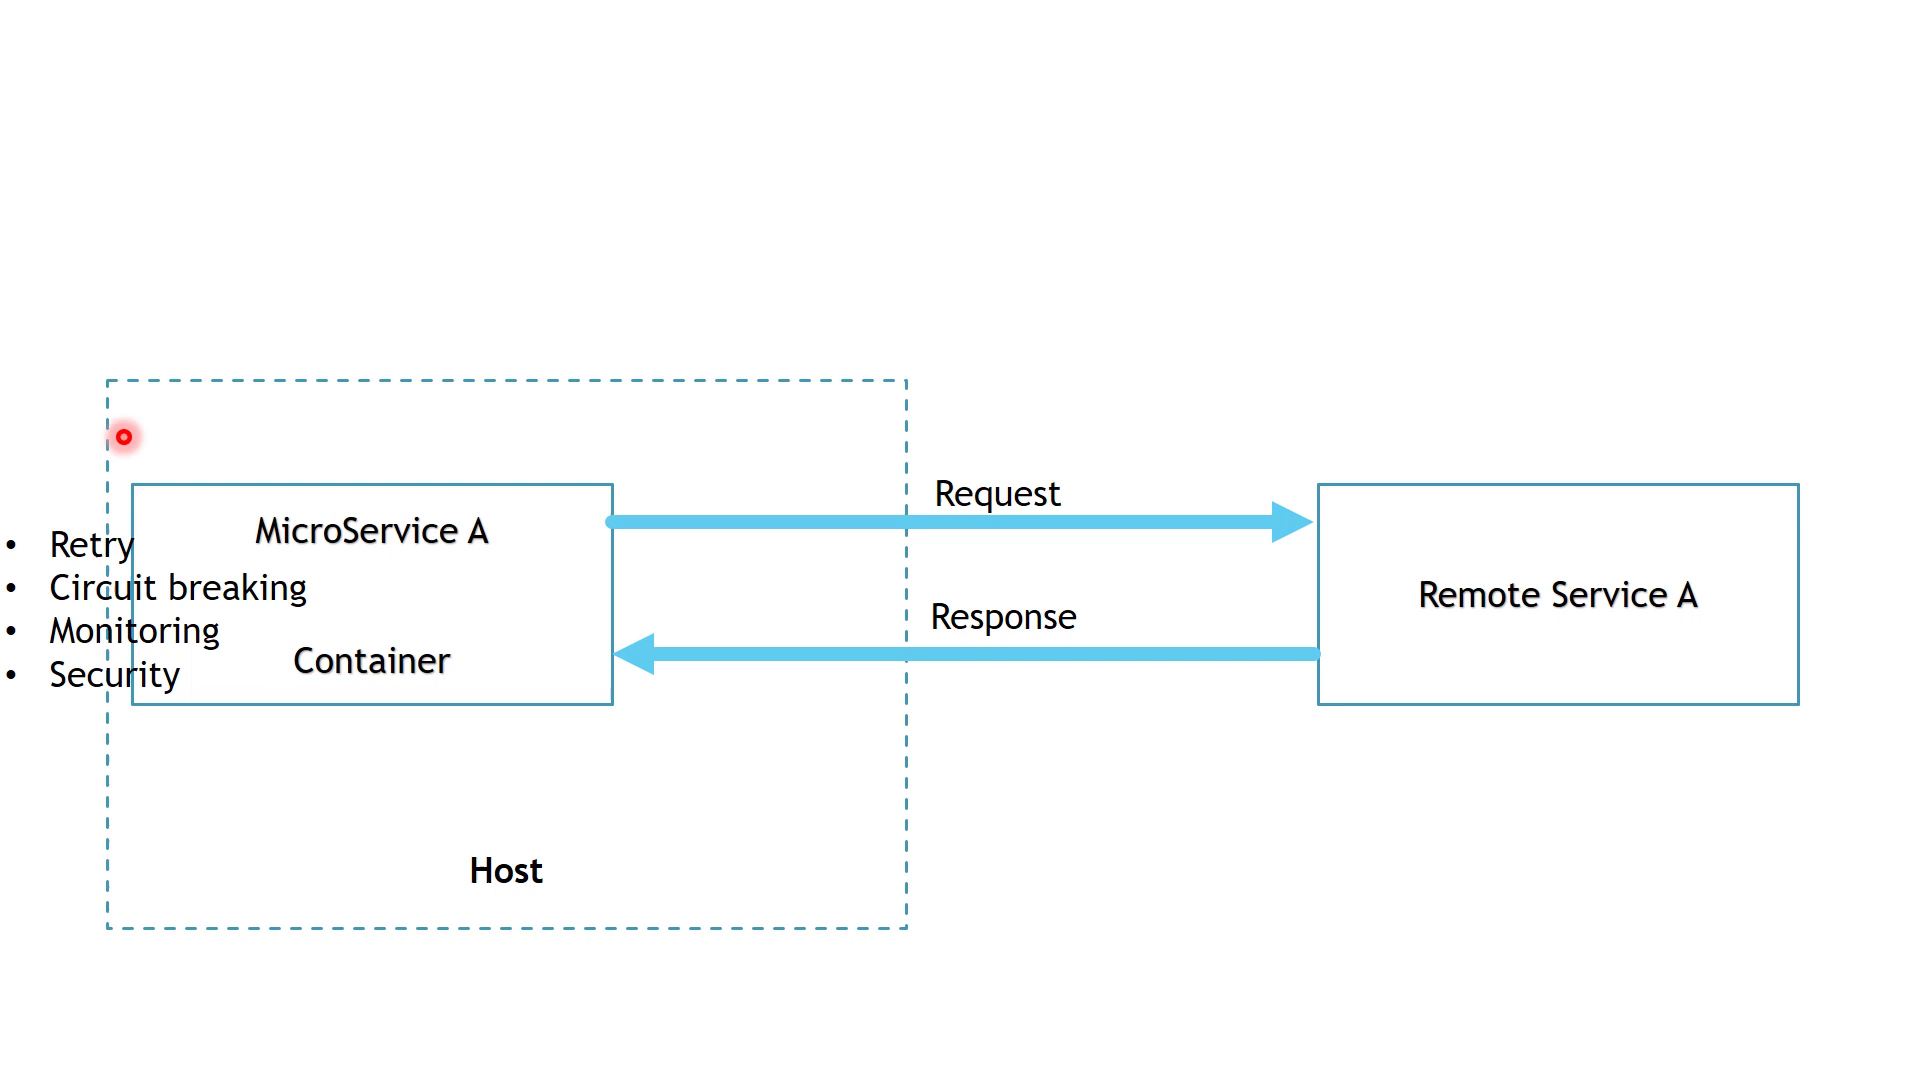 Request
MicroService A
• Retry
• Circuit breaking
• Monitoring
• Security
Container
Response
Remote Service A
Host